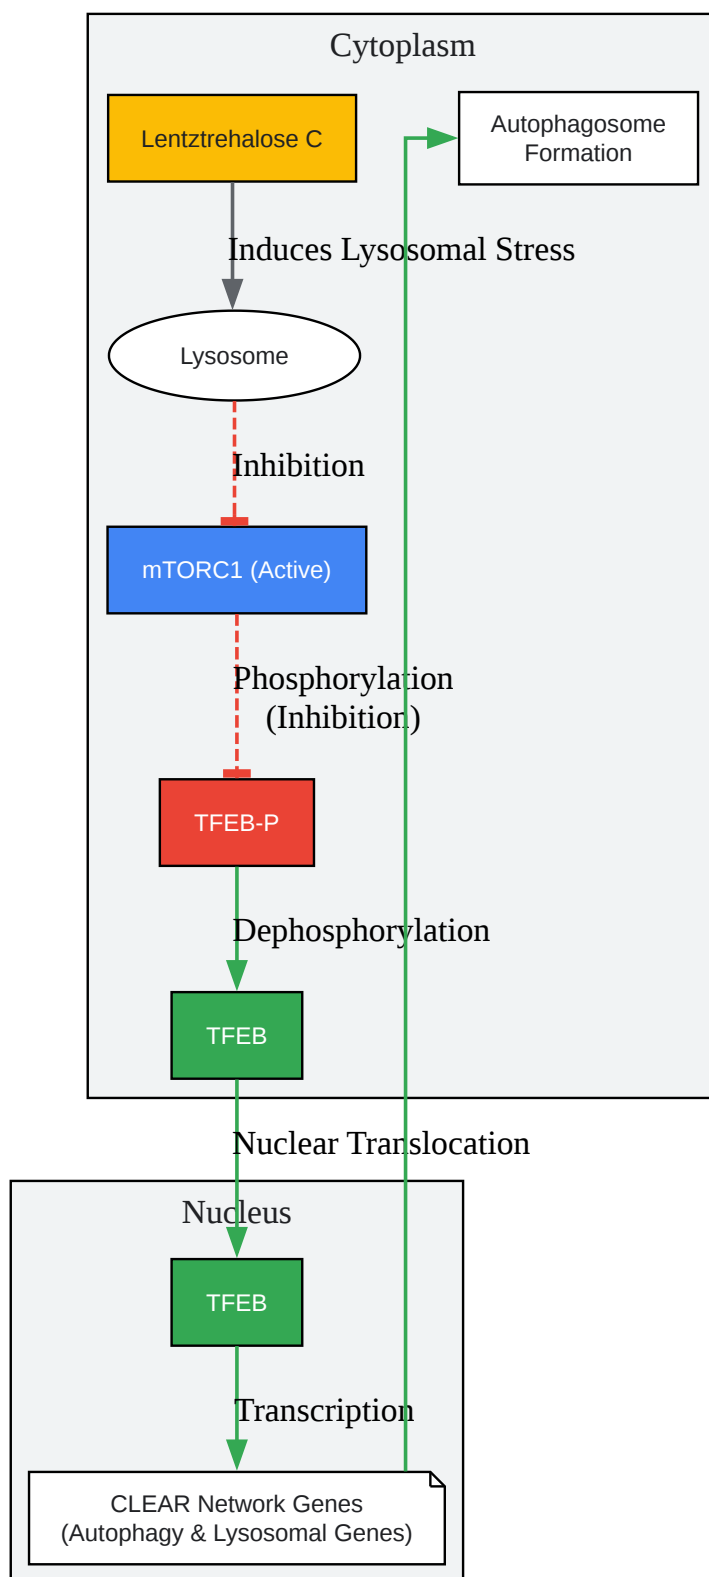 Cytoplasm
Lentztrehalose C
Autophagosome
Formation
Induces Lysosomal Stress
Lysosome
Inhibition
mTORC1 (Active)
Phosphorylation
(Inhibition)
TFEB-P
Dephosphorylation
TFEB
Nuclear Translocation
Nucleus
TFEB
Transcription
CLEAR Network Genes
(Autophagy & Lysosomal Genes)